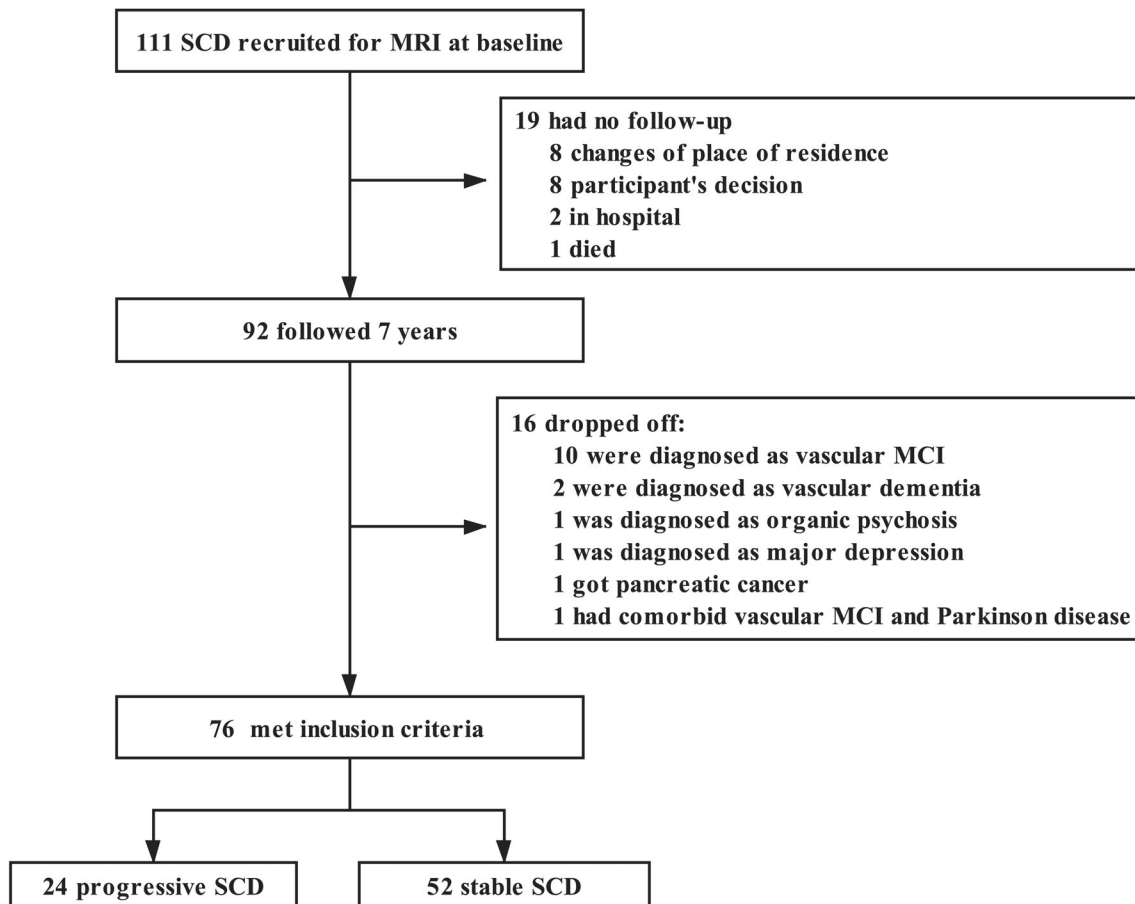 111 SCD recruited for MRI at baseline
19 had no follow-up
8 changes of place of residence
8 participant's decision
2 in hospital
1 died
92 followed 7 years
16 dropped off:
10 were diagnosed as vascular MCI
2 were diagnosed as vascular dementia
1 was diagnosed as organic psychosis
1 was diagnosed as major depression
1 got pancreatic cancer
1 had comorbid vascular MCI and Parkinson disease
76 met inclusion criteria
24 progressive SCD
52 stable SCD